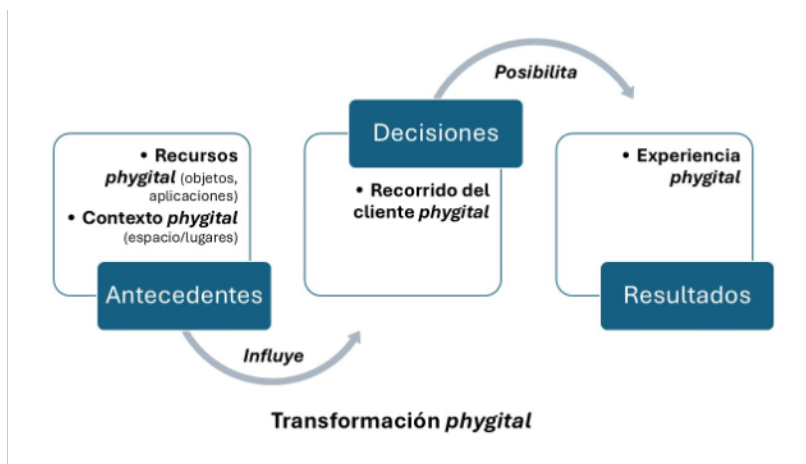 • Recursos
phygital (objetos,
aplicaciones)
• Contexto phygital
(espacio/lugares)
Antecedentes
Influye
Decisiones
• Recorrido del
cliente phygital
Posibilita
• Experiencia
phygital
Resultados
Transformación phygital